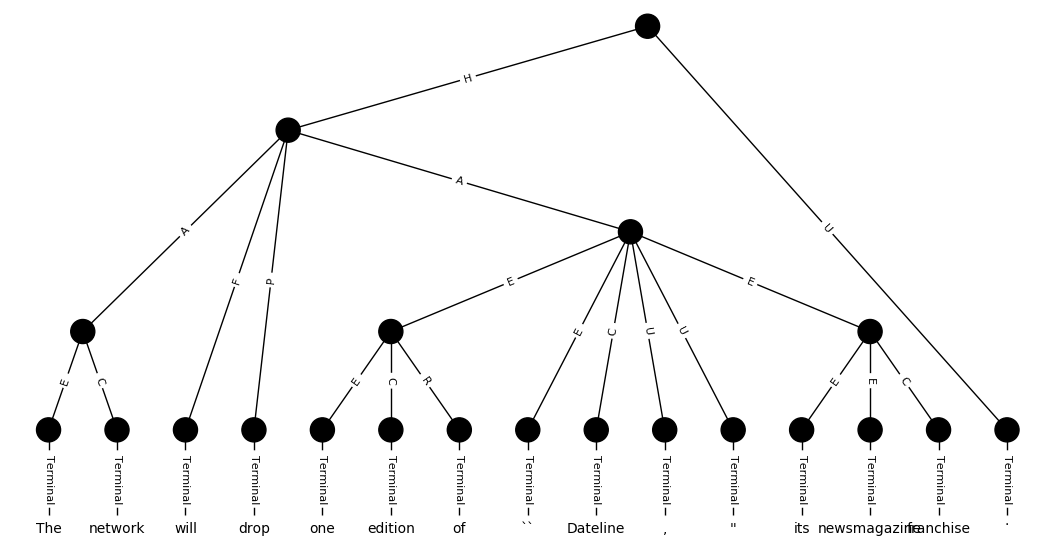 H
A
A
F
P
E
E
E
C
U
U
U
E
C
E
C
R
E
E
C
Terminal Terminal Terminal Terminal Terminal Terminal Terminal Terminal Terminal Terminal Terminal Terminal Terminal Terminal Terminal
The network will drop one edition of `` Dateline , " its newsmagazine franchise .